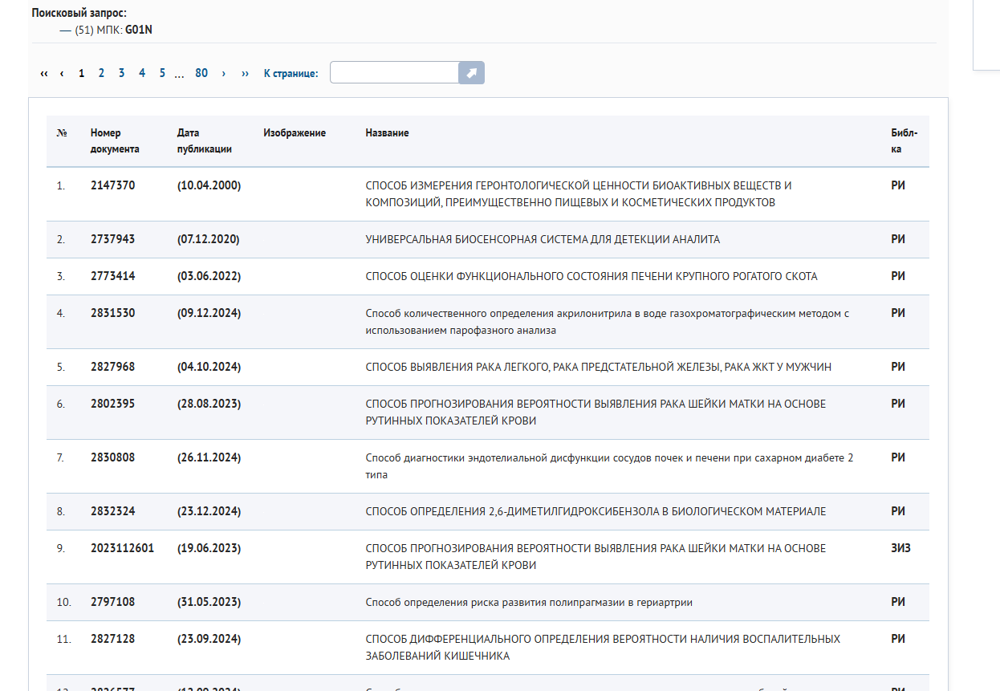 Поисковый запрос:
— (51) МПК: G01N
‹‹ ‹ 1 2 3 4 5 ... 80 › ›› К странице:
№ Номер документа Дата публикации Изображение Название Библ-ка
1. 2147370 (10.04.2000) СПОСОБ ИЗМЕРЕНИЯ ГЕРОНТОЛОГИЧЕСКОЙ ЦЕННОСТИ БИОАКТИВНЫХ ВЕЩЕСТВ И РИ
КОМПОЗИЦИЙ, ПРЕИМУЩЕСТВЕННО ПИЩЕВЫХ И КОСМЕТИЧЕСКИХ ПРОДУКТОВ
2. 2737943 (07.12.2020) УНИВЕРСАЛЬНАЯ БИОСЕНСОРНАЯ СИСТЕМА ДЛЯ ДЕТЕКЦИИ АНАЛИТА РИ
3. 2773414 (03.06.2022) СПОСОБ ОЦЕНКИ ФУНКЦИОНАЛЬНОГО СОСТОЯНИЯ ПЕЧЕНИ КРУПНОГО РОГАТОГО СКОТА РИ
4. 2831530 (09.12.2024) Способ количественного определения акрилонитрила в воде газохроматографическим методом с РИ
использованием парофазного анализа
5. 2827968 (04.10.2024) СПОСОБ ВЫЯВЛЕНИЯ РАКА ЛЕГКОГО, РАКА ПРЕДСТАТЕЛЬНОЙ ЖЕЛЕЗЫ, РАКА ЖКТ У МУЖЧИН РИ
6. 2802395 (28.08.2023) СПОСОБ ПРОГНОЗИРОВАНИЯ ВЕРОЯТНОСТИ ВЫЯВЛЕНИЯ РАКА ШЕЙКИ МАТКИ НА ОСНОВЕ РИ
РУТИННЫХ ПОКАЗАТЕЛЕЙ КРОВИ
7. 2830808 (26.11.2024) Способ диагностики эндотелиальной дисфункции сосудов почек и печени при сахарном диабете 2 РИ
типа
8. 2832324 (23.12.2024) СПОСОБ ОПРЕДЕЛЕНИЯ 2,6-ДИМЕТИЛГИДРОКСИБЕНЗОЛА В БИОЛОГИЧЕСКОМ МАТЕРИАЛЕ РИ
9. 2023112601 (19.06.2023) СПОСОБ ПРОГНОЗИРОВАНИЯ ВЕРОЯТНОСТИ ВЫЯВЛЕНИЯ РАКА ШЕЙКИ МАТКИ НА ОСНОВЕ ЗИЗ
РУТИННЫХ ПОКАЗАТЕЛЕЙ КРОВИ
10. 2797108 (31.05.2023) Способ определения риска развития полипрагмазии в гериартрии РИ
11. 2827128 (23.09.2024) СПОСОБ ДИФФЕРЕНЦИАЛЬНОГО ОПРЕДЕЛЕНИЯ ВЕРОЯТНОСТИ НАЛИЧИЯ ВОСПАЛИТЕЛЬНЫХ РИ
ЗАБОЛЕВАНИЙ КИШЕЧНИКА